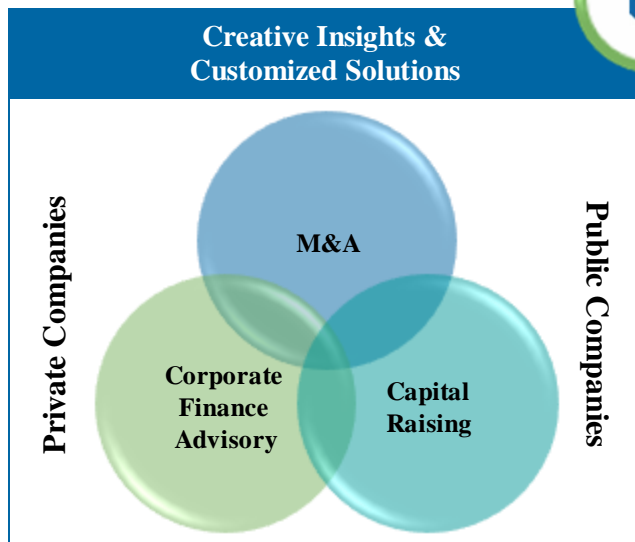 Creative Insights &
Customized Solutions
Private Companies
M&A
Public Companies
Corporate
Finance
Advisory
Capital
Raising